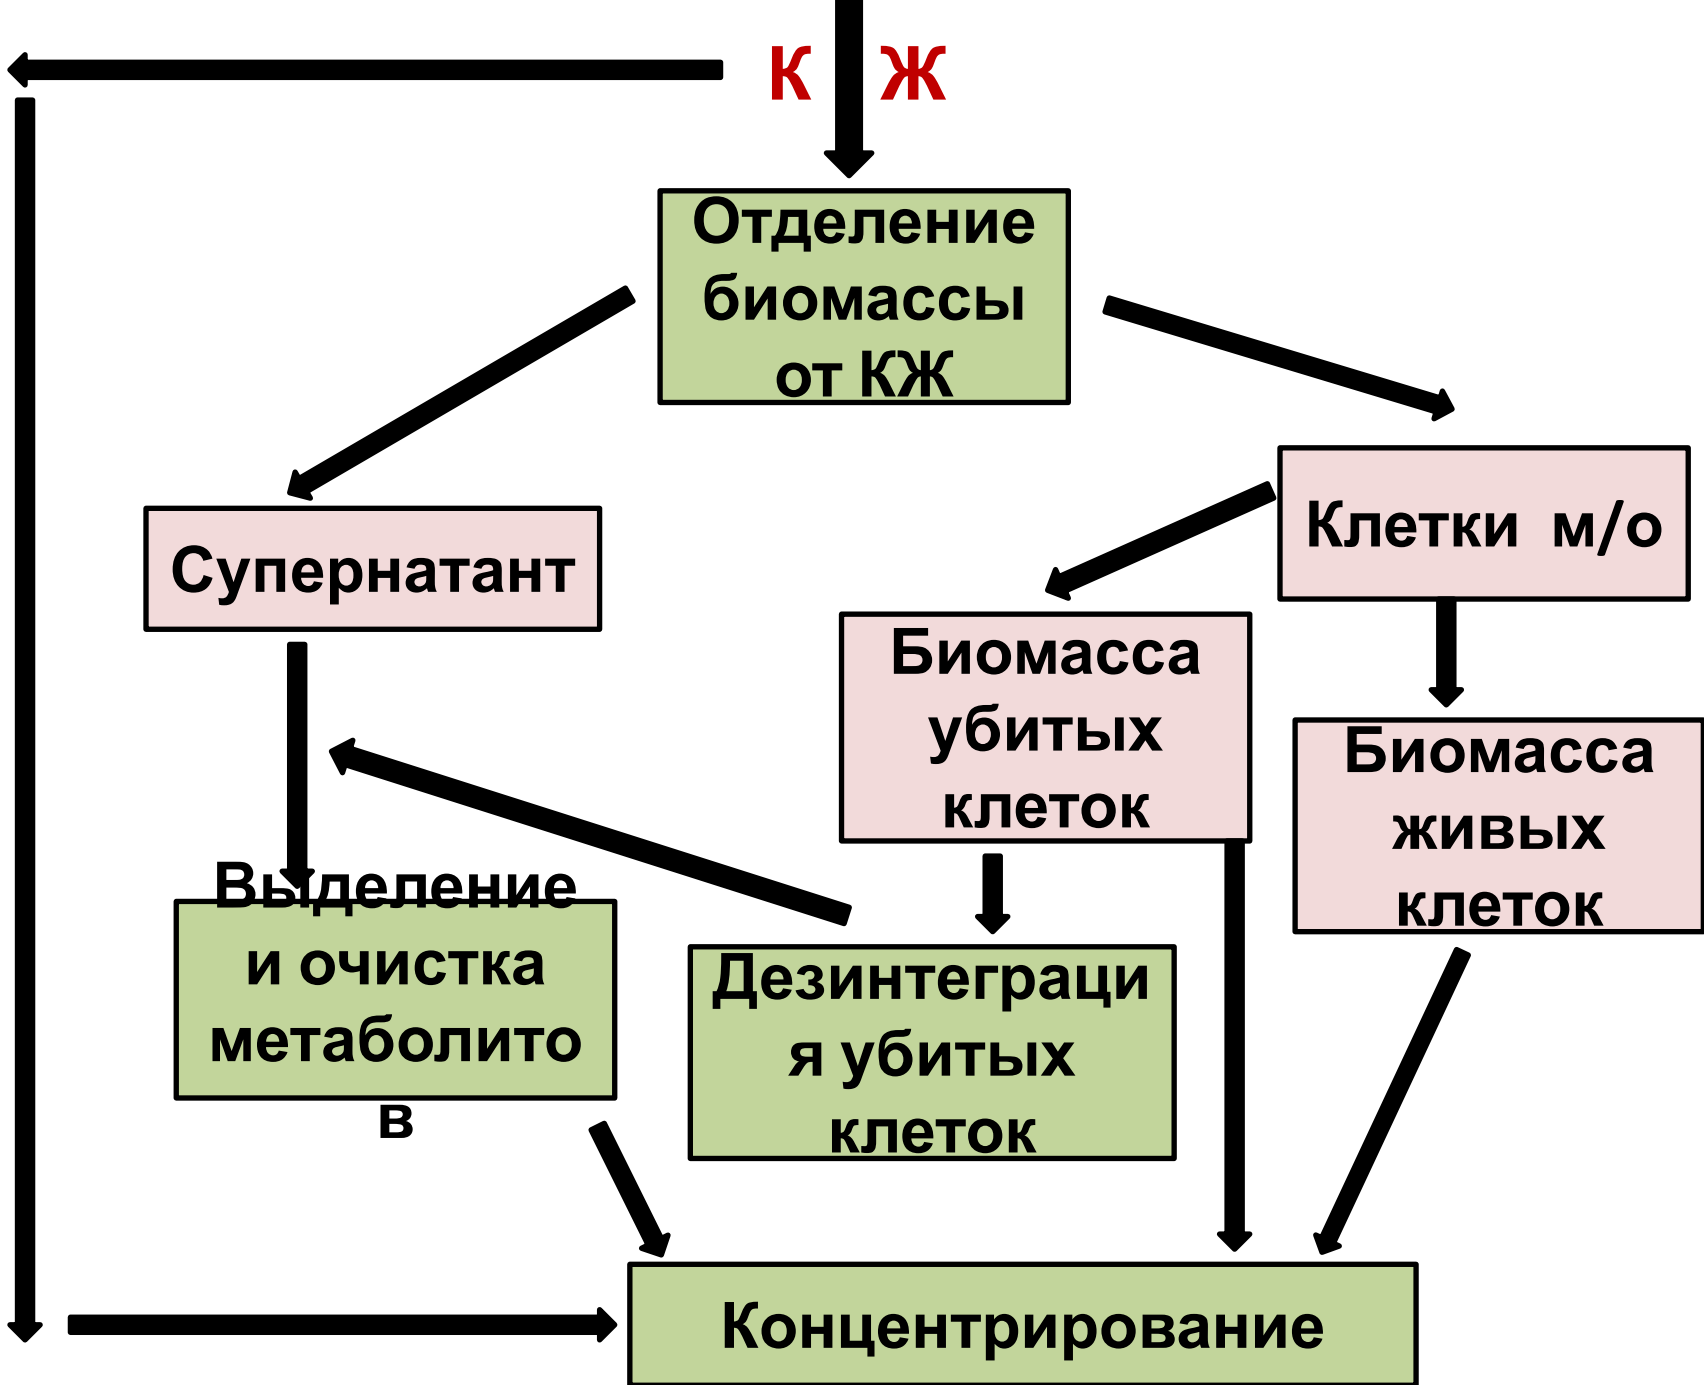 К Ж
Отделение
биомассы
от КЖ
Клетки м/о
Супернатант
Биомасса
убитых
клеток
Биомасса
живых
клеток
Выделение
и очистка
метаболито
в
Дезинтеграци
я убитых
клеток
Концентрирование